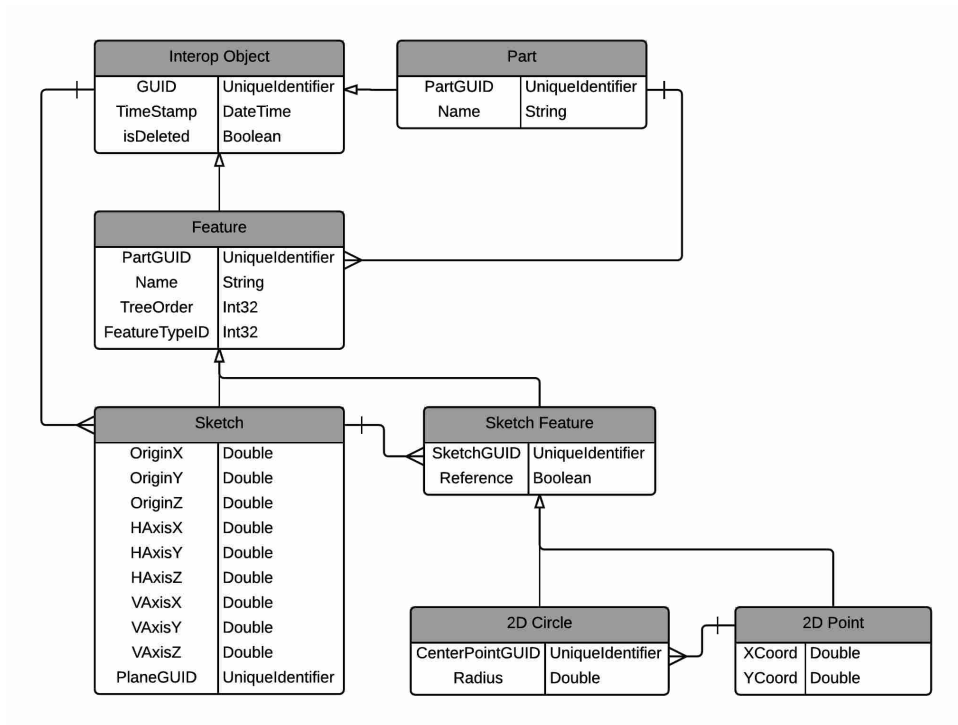 Interop Object
GUID UniqueIdentifier
TimeStamp DateTime
isDeleted Boolean
Part
PartGUID UniqueIdentifier
Name String
Feature
PartGUID UniqueIdentifier
Name String
TreeOrder Int32
FeatureTypeID Int32
Sketch
OriginX Double
OriginY Double
OriginZ Double
HAxisX Double
HAxisY Double
HAxisZ Double
VAxisX Double
VAxisY Double
VAxisZ Double
PlaneGUID UniqueIdentifier
Sketch Feature
SketchGUID UniqueIdentifier
Reference Boolean
2D Circle
CenterPointGUID UniqueIdentifier
Radius Double
2D Point
XCoord Double
YCoord Double